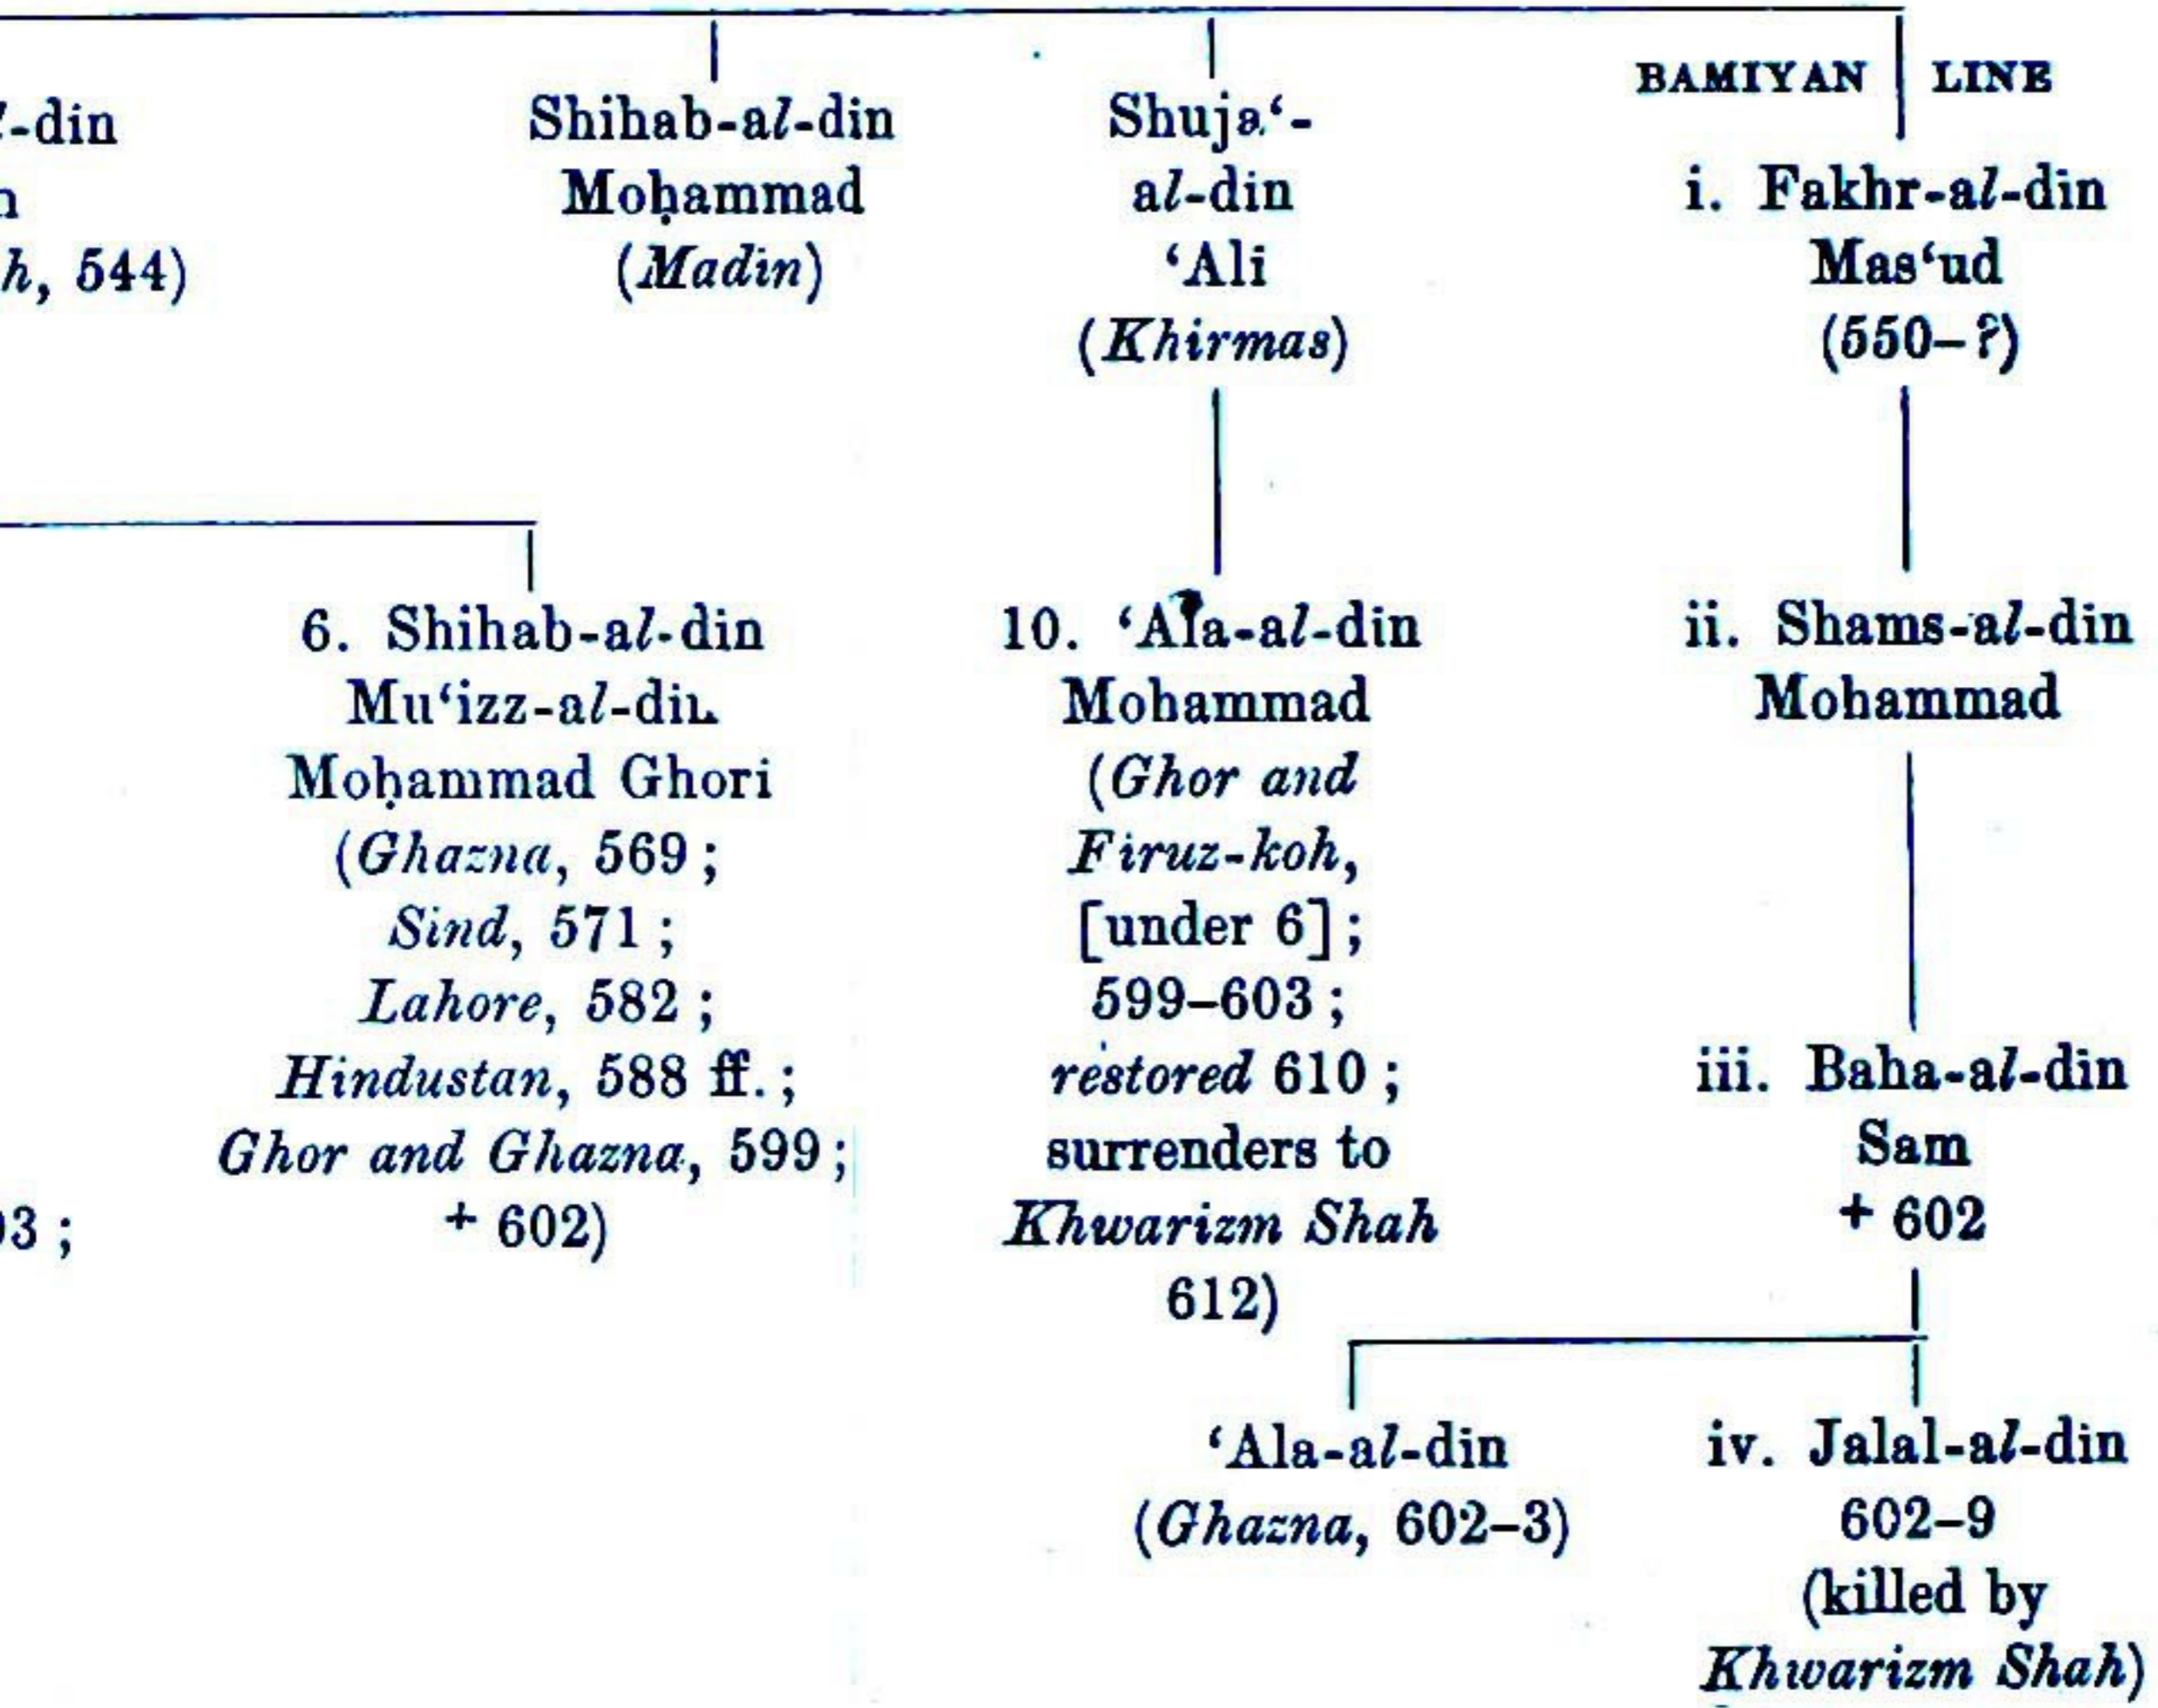 BAMIYAN LINE
-din
h, 544)
Shihab-al-din
Moḥammad
(Madin)
Shuja‘-
al-din
‘Ali
(Khirmas)
i. Fakhr-al-din
Mas‘ud
(550–?)
6. Shihab-al-din
Mu‘izz-al-din
Moḥammad Ghori
(Ghazna, 569 ;
Sind, 571 ;
Lahore, 582 ;
Hindustan, 588 ff. ;
Ghor and Ghazna, 599 ;
+ 602)
3 ;
10. ‘Ala-al-din
Mohammad
(Ghor and
Firuz-koh,
[under 6] ;
599–603 ;
restored 610 ;
surrenders to
Khwarizm Shah
612)
ii. Shams-al-din
Mohammad
iii. Baha-al-din
Sam
+ 602
‘Ala-al-din
(Ghazna, 602–3)
iv. Jalal-al-din
602–9
(killed by
Khwarizm Shah)